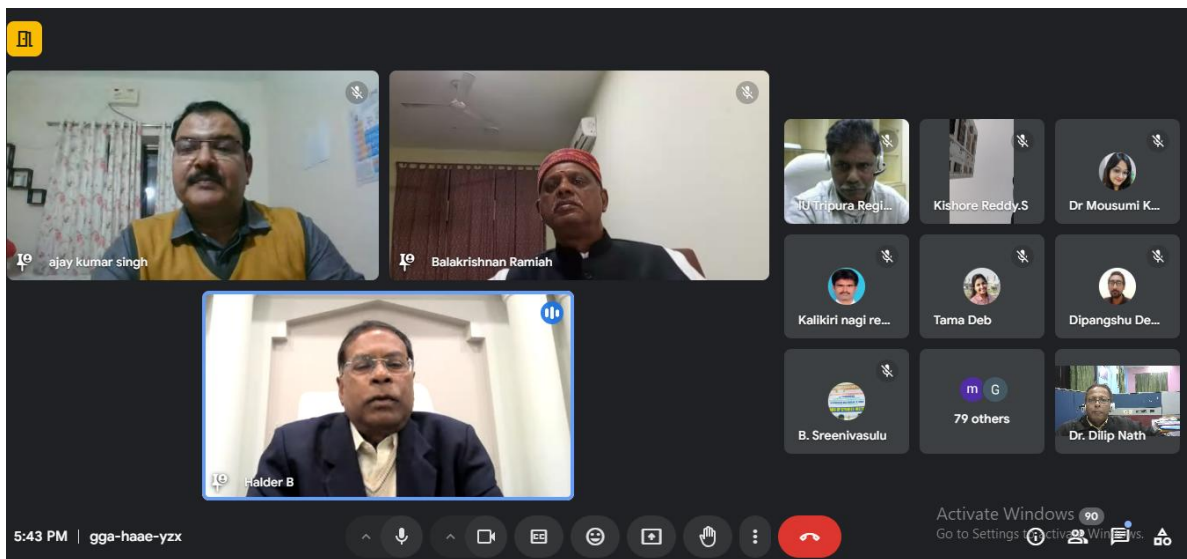 ajay kumar singh
Balakrishnan Ramiah
IU Tripura Regi...
Kishore Reddy.S
Dr Mousumi K...
Kalikiri nagi re...
Tama Deb
Dipangshu De...
Halder B
B. Sreenivasulu
m G
79 others
Dr. Dilip Nath
5:43 PM | gga-haae-yzx
Activate Windows 90
Go to Settings to activate Windows.